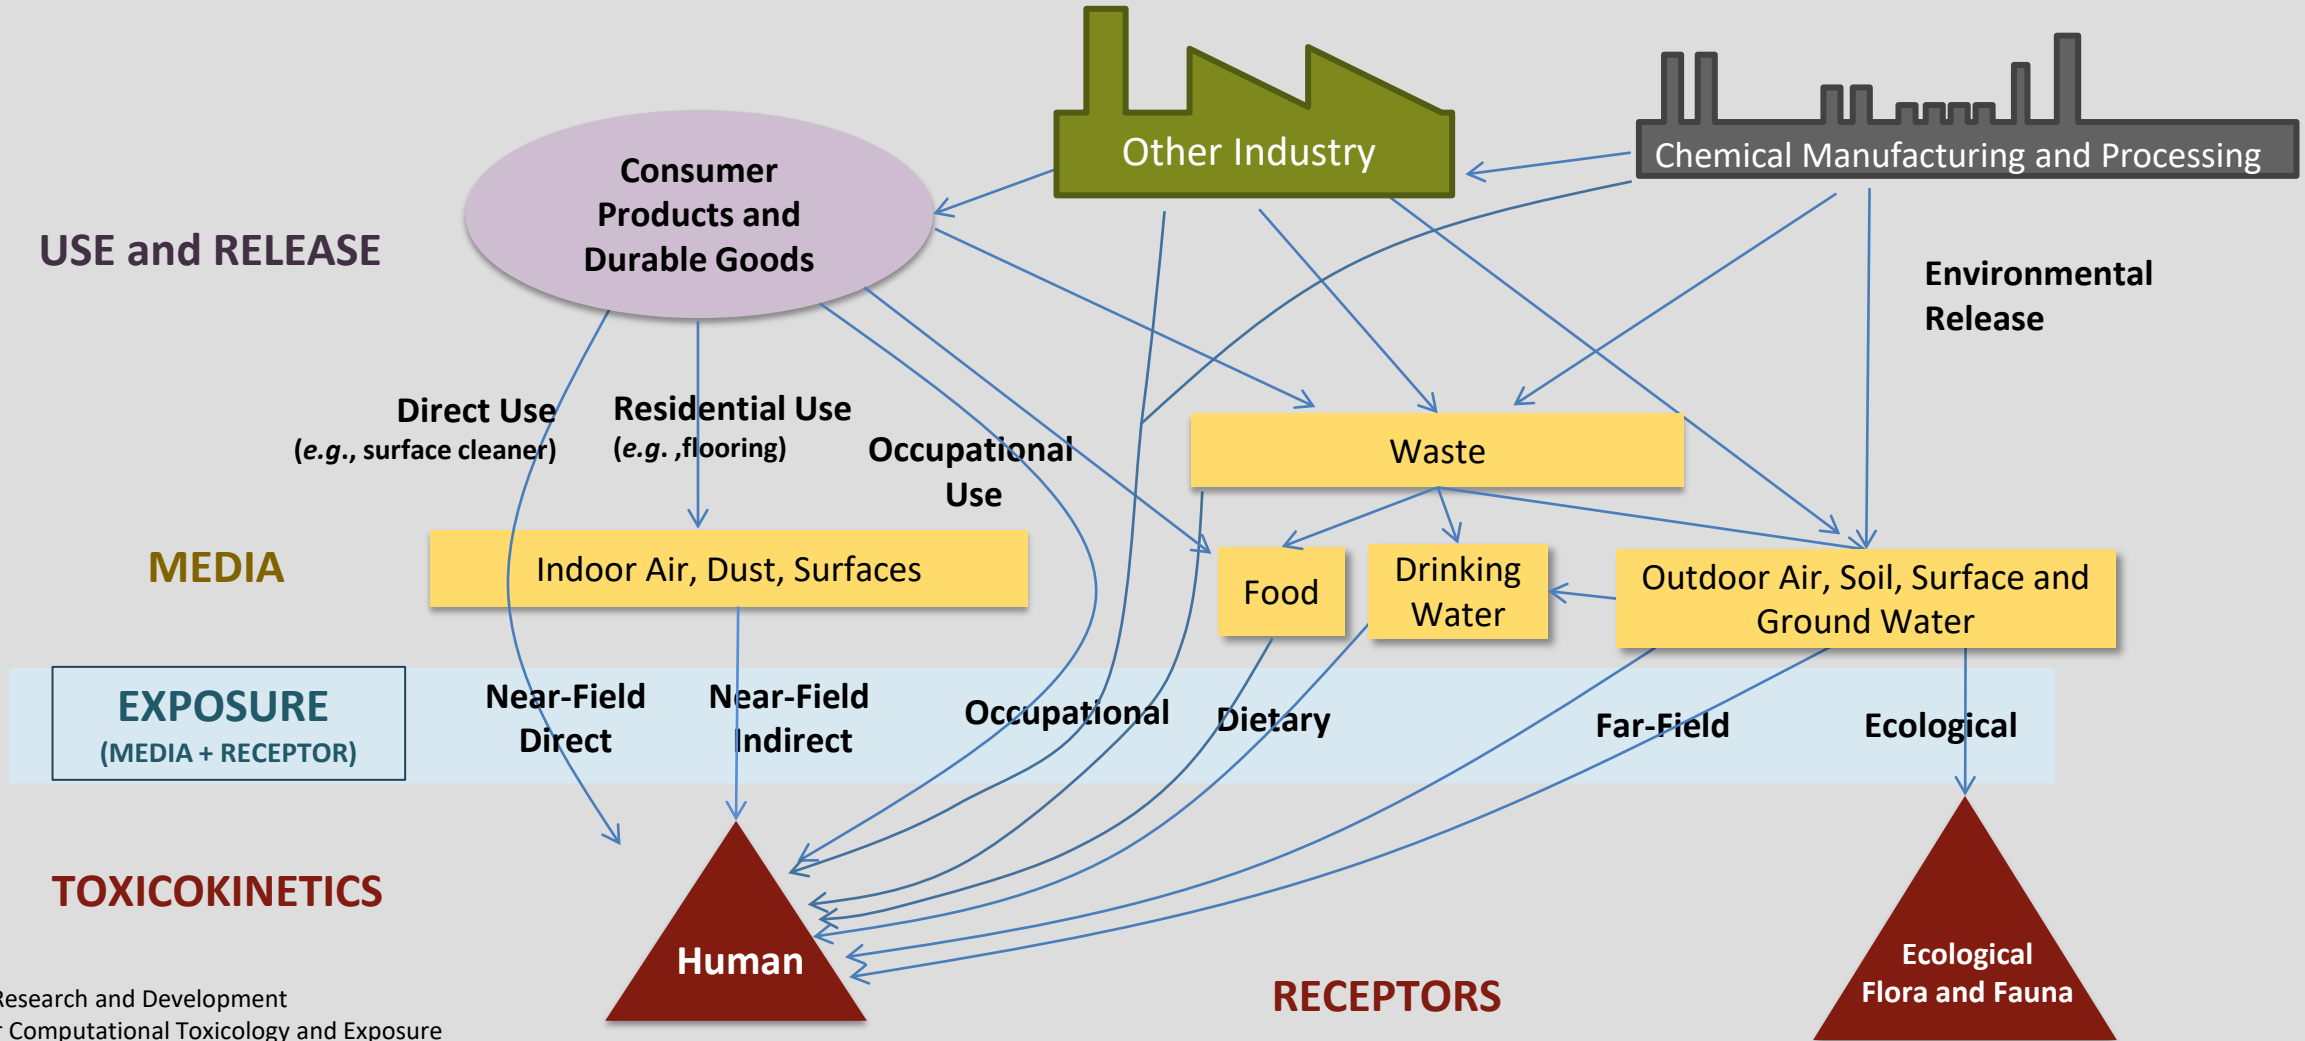 Other Industry
Chemical Manufacturing and Processing
Consumer
Products and
Durable Goods
USE and RELEASE
Environmental
Release
Direct Use
(e.g., surface cleaner)
Residential Use
(e.g. ,flooring)
Occupational
Use
Waste
MEDIA
Indoor Air, Dust, Surfaces
Food
Drinking
Water
Outdoor Air, Soil, Surface and
Ground Water
EXPOSURE
(MEDIA + RECEPTOR)
Near-Field
Direct
Near-Field
Indirect
Occupational
Dietary
Far-Field
Ecological
TOXICOKINETICS
Human
RECEPTORS
Ecological
Flora and Fauna
Research and Development
Computational Toxicology and Exposure